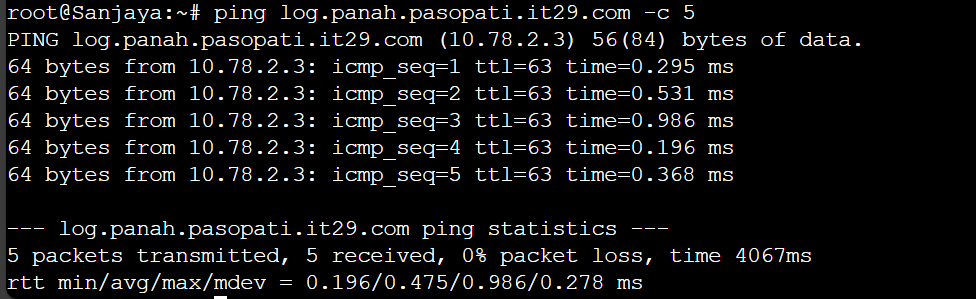 root@Sanjaya:~# ping log.panah.pasopati.it29.com -c 5
PING log.panah.pasopati.it29.com (10.78.2.3) 56(84) bytes of data.
64 bytes from 10.78.2.3: icmp_seq=1 ttl=63 time=0.295 ms
64 bytes from 10.78.2.3: icmp_seq=2 ttl=63 time=0.531 ms
64 bytes from 10.78.2.3: icmp_seq=3 ttl=63 time=0.986 ms
64 bytes from 10.78.2.3: icmp_seq=4 ttl=63 time=0.196 ms
64 bytes from 10.78.2.3: icmp_seq=5 ttl=63 time=0.368 ms
--- log.panah.pasopati.it29.com ping statistics ---
5 packets transmitted, 5 received, 0% packet loss, time 4067ms
rtt min/avg/max/mdev = 0.196/0.475/0.986/0.278 ms